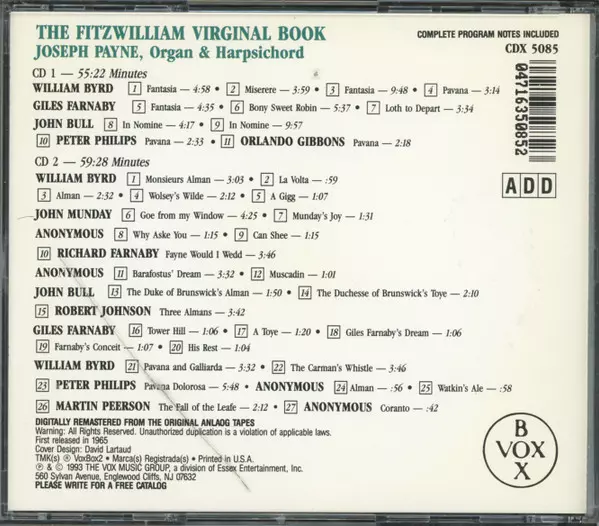 THE FITZWILLIAM VIRGINAL BOOK
JOSEPH PAYNE, Organ & Harpsichord
COMPLETE PROGRAM NOTES INCLUDED
CDX 5085
04716350852
CD 1 — 55:22 Minutes
WILLIAM BYRD 1 Fantasia — 4:58 • 2 Miserere — 3:59 • 3 Fantasia — 9:48 • 4 Pavana — 3:14
GILES FARNABY 5 Fantasia — 4:35 • 6 Bony Sweet Robin — 5:37 • 7 Loth to Depart — 3:34
JOHN BULL 8 In Nomine — 4:17 • 9 In Nomine — 9:57
10 PETER PHILIPS Pavana — 2:33 • 11 ORLANDO GIBBONS Pavana — 2:18
CD 2 — 59:28 Minutes
WILLIAM BYRD 1 Monsieurs Alman — 3:03 • 2 La Volta — :59
3 Alman — 2:32 • 4 Wolsey's Wilde — 2:12 • 5 A Gigg — 1:07
ADD
JOHN MUNDAY 6 Goe from my Window — 4:25 • 7 Munday's Joy — 1:31
ANONYMOUS 8 Why Aske You — 1:15 • 9 Can Shee — 1:15
10 RICHARD FARNABY Fayne Would I Wedd — 3:46
ANONYMOUS 11 Barafostus' Dream — 3:32 • 12 Muscadin — 1:01
JOHN BULL 13 The Duke of Brunswick's Alman — 1:50 • 14 The Duchesse of Brunswick's Toye — 2:10
15 ROBERT JOHNSON Three Almans — 3:42
GILES FARNABY 16 Tower Hill — 1:06 • 17 A Toye — 1:20 • 18 Giles Farnaby's Dream — 1:06
19 Farnaby's Conceit — 1:07 • 20 His Rest — 1:04
WILLIAM BYRD 21 Pavana and Galliarda — 3:32 • 22 The Carman's Whistle — 3:46
23 PETER PHILIPS Pavana Dolorosa — 5:48 • ANONYMOUS 24 Alman — :56 • 25 Watkin's Ale — :58
26 MARTIN PEERSON The Fall of the Leafe — 2:12 • 27 ANONYMOUS Coranto — :42
DIGITALLY REMASTERED FROM THE ORIGINAL ANLAOG TAPES
Warning: All Rights Reserved. Unauthorized duplication is a violation of applicable laws.
First released in 1965
Cover Design: David Lartaud
TMK(s) ® VoxBox2 • Marca(s) Registrada(s) • Printed in U.S.A.
℗ & © 1993 THE VOX MUSIC GROUP, a division of Essex Entertainment, Inc.
560 Sylvan Avenue, Englewood Cliffs, NJ 07632
PLEASE WRITE FOR A FREE CATALOG
B
VOX
X